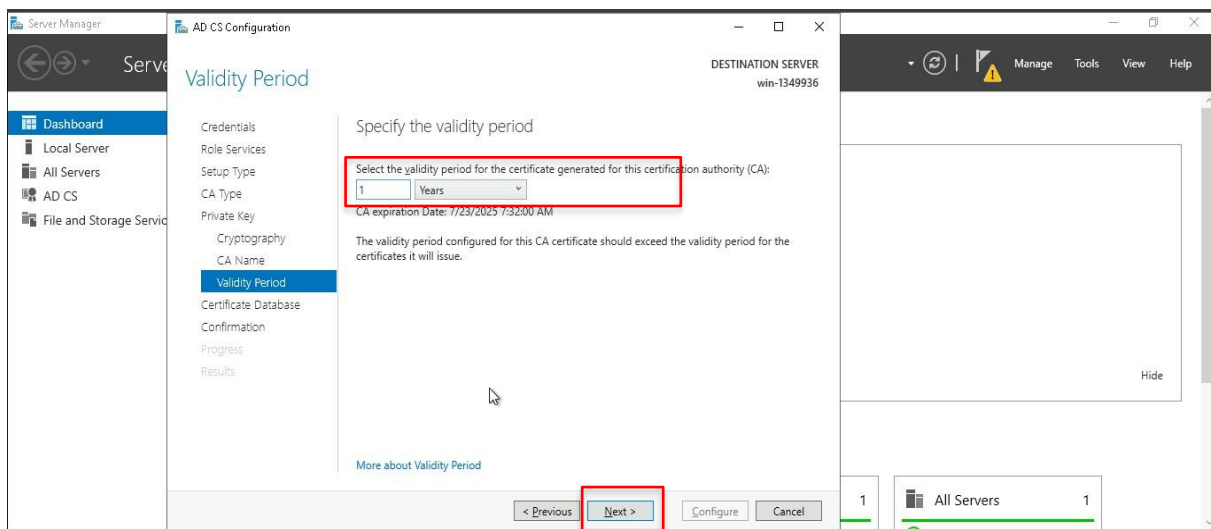 Server Manager
Serve
Manage
Tools
View
Help
Dashboard
Local Server
All Servers
AD CS
File and Storage Servic
AD CS Configuration
Validity Period
DESTINATION SERVER
win-1349936
Credentials
Role Services
Setup Type
CA Type
Private Key
Cryptography
CA Name
Validity Period
Certificate Database
Confirmation
Progress
Results
Specify the validity period
Select the validity period for the certificate generated for this certification authority (CA):
1 Years
CA expiration Date: 7/23/2025 7:32:00 AM
The validity period configured for this CA certificate should exceed the validity period for the
certificates it will issue.
More about Validity Period
< Previous
Next >
Configure
Cancel
Hide
1
All Servers 1